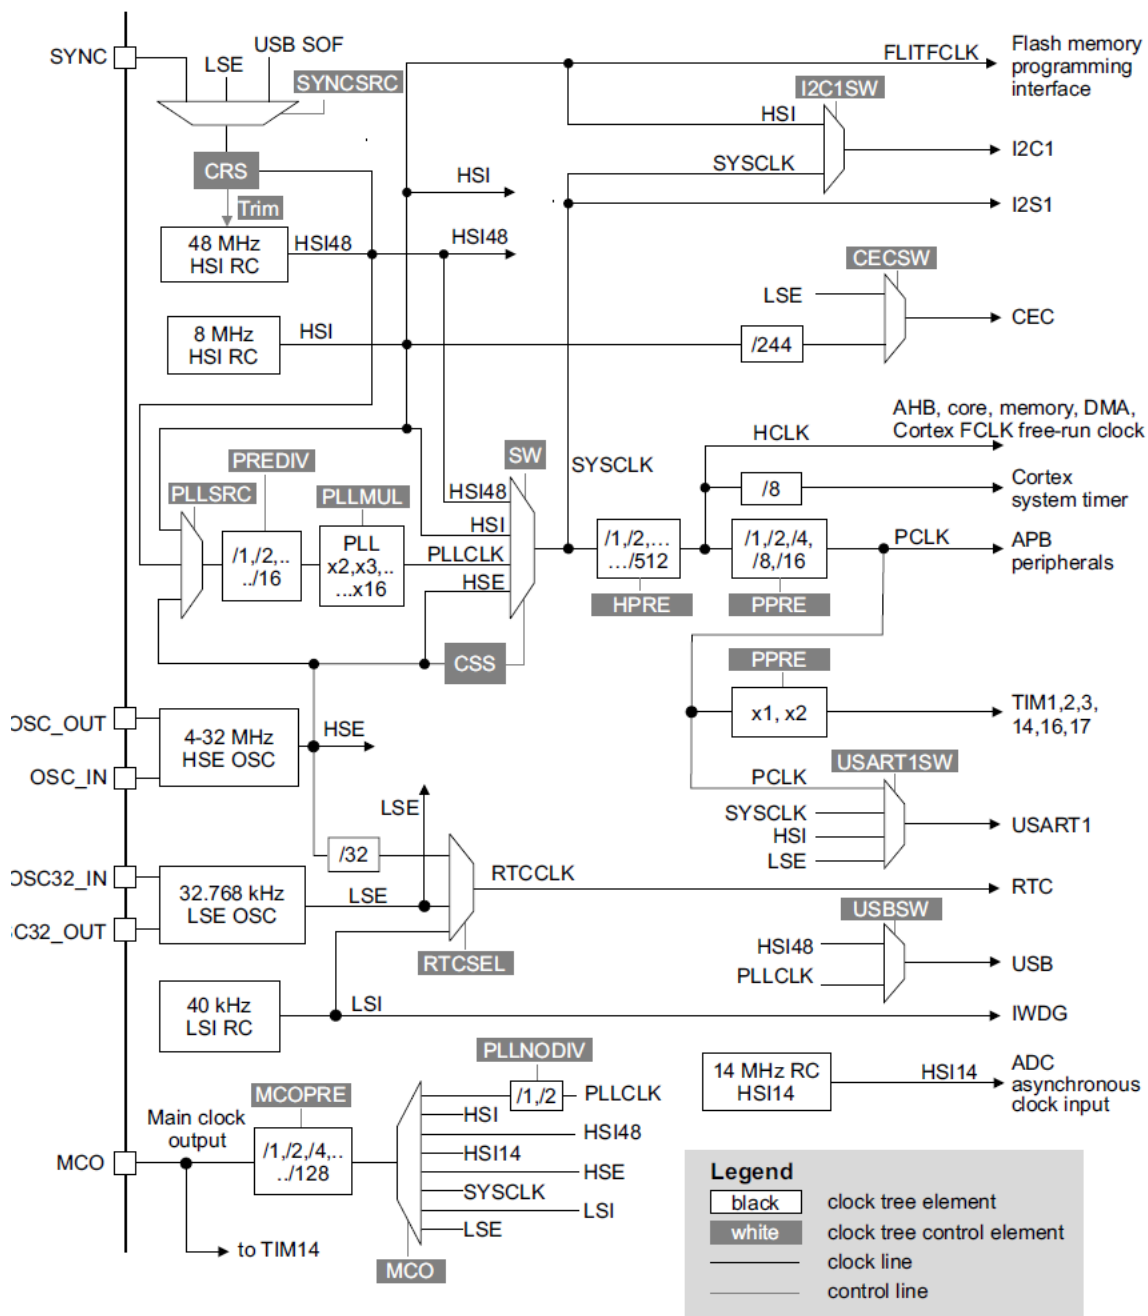 SYNC
USB SOF
LSE
SYNCSRC
CRS
Trim
48 MHz
HSI RC
HSI48
8 MHz
HSI RC
HSI
HSI
HSI48
FLITFCLK
Flash memory
programming
interface
I2C1SW
HSI
SYSCLK
I2C1
I2S1
CECSW
LSE
/244
CEC
AHB, core, memory, DMA,
Cortex FCLK free-run clock
HCLK
/8
Cortex
system timer
SW
SYSCLK
PREDIV
PLLSRC
PLLMUL
/1,/2,..
../16
PLL
x2,x3,..
...x16
HSI48
HSI
PLLCLK
HSE
/1,/2,...
.../512
HPRE
/1,/2,/4,
/8,/16
PPRE
PCLK
APB
peripherals
CSS
PPRE
x1, x2
TIM1,2,3,
14,16,17
OSC_OUT
OSC_IN
4-32 MHz
HSE OSC
HSE
USART1SW
PCLK
SYSCLK
HSI
LSE
USART1
LSE
/32
RTCCLK
RTC
OSC32_IN
C32_OUT
32.768 kHz
LSE OSC
LSE
RTCSEL
USBSW
HSI48
PLLCLK
USB
40 kHz
LSI RC
LSI
IWDG
PLLNODIV
14 MHz RC
HSI14
HSI14
ADC
asynchronous
clock input
MCOPRE
/1,/2
PLLCLK
HSI
HSI48
HSI14
HSE
SYSCLK
LSI
LSE
Main clock
output
MCO
/1,/2,/4,..
../128
to TIM14
MCO
Legend
black clock tree element
white clock tree control element
clock line
control line